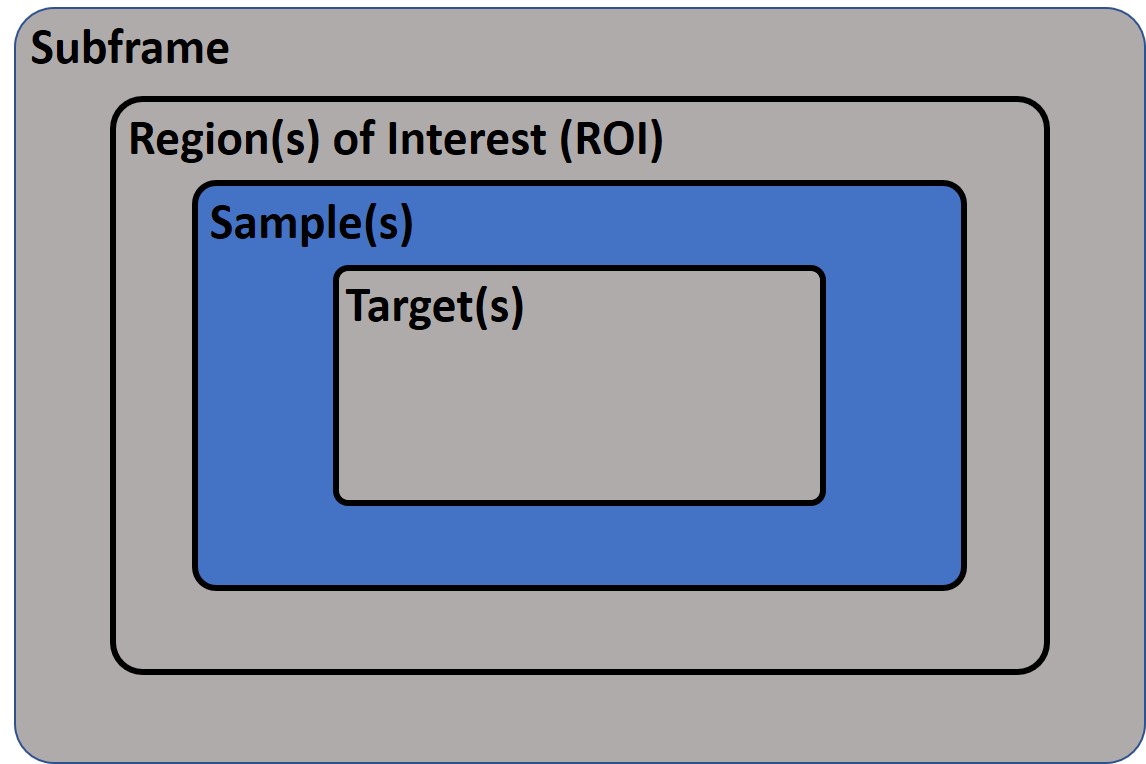 Subframe
Region(s) of Interest (ROI)
Sample(s)
Target(s)